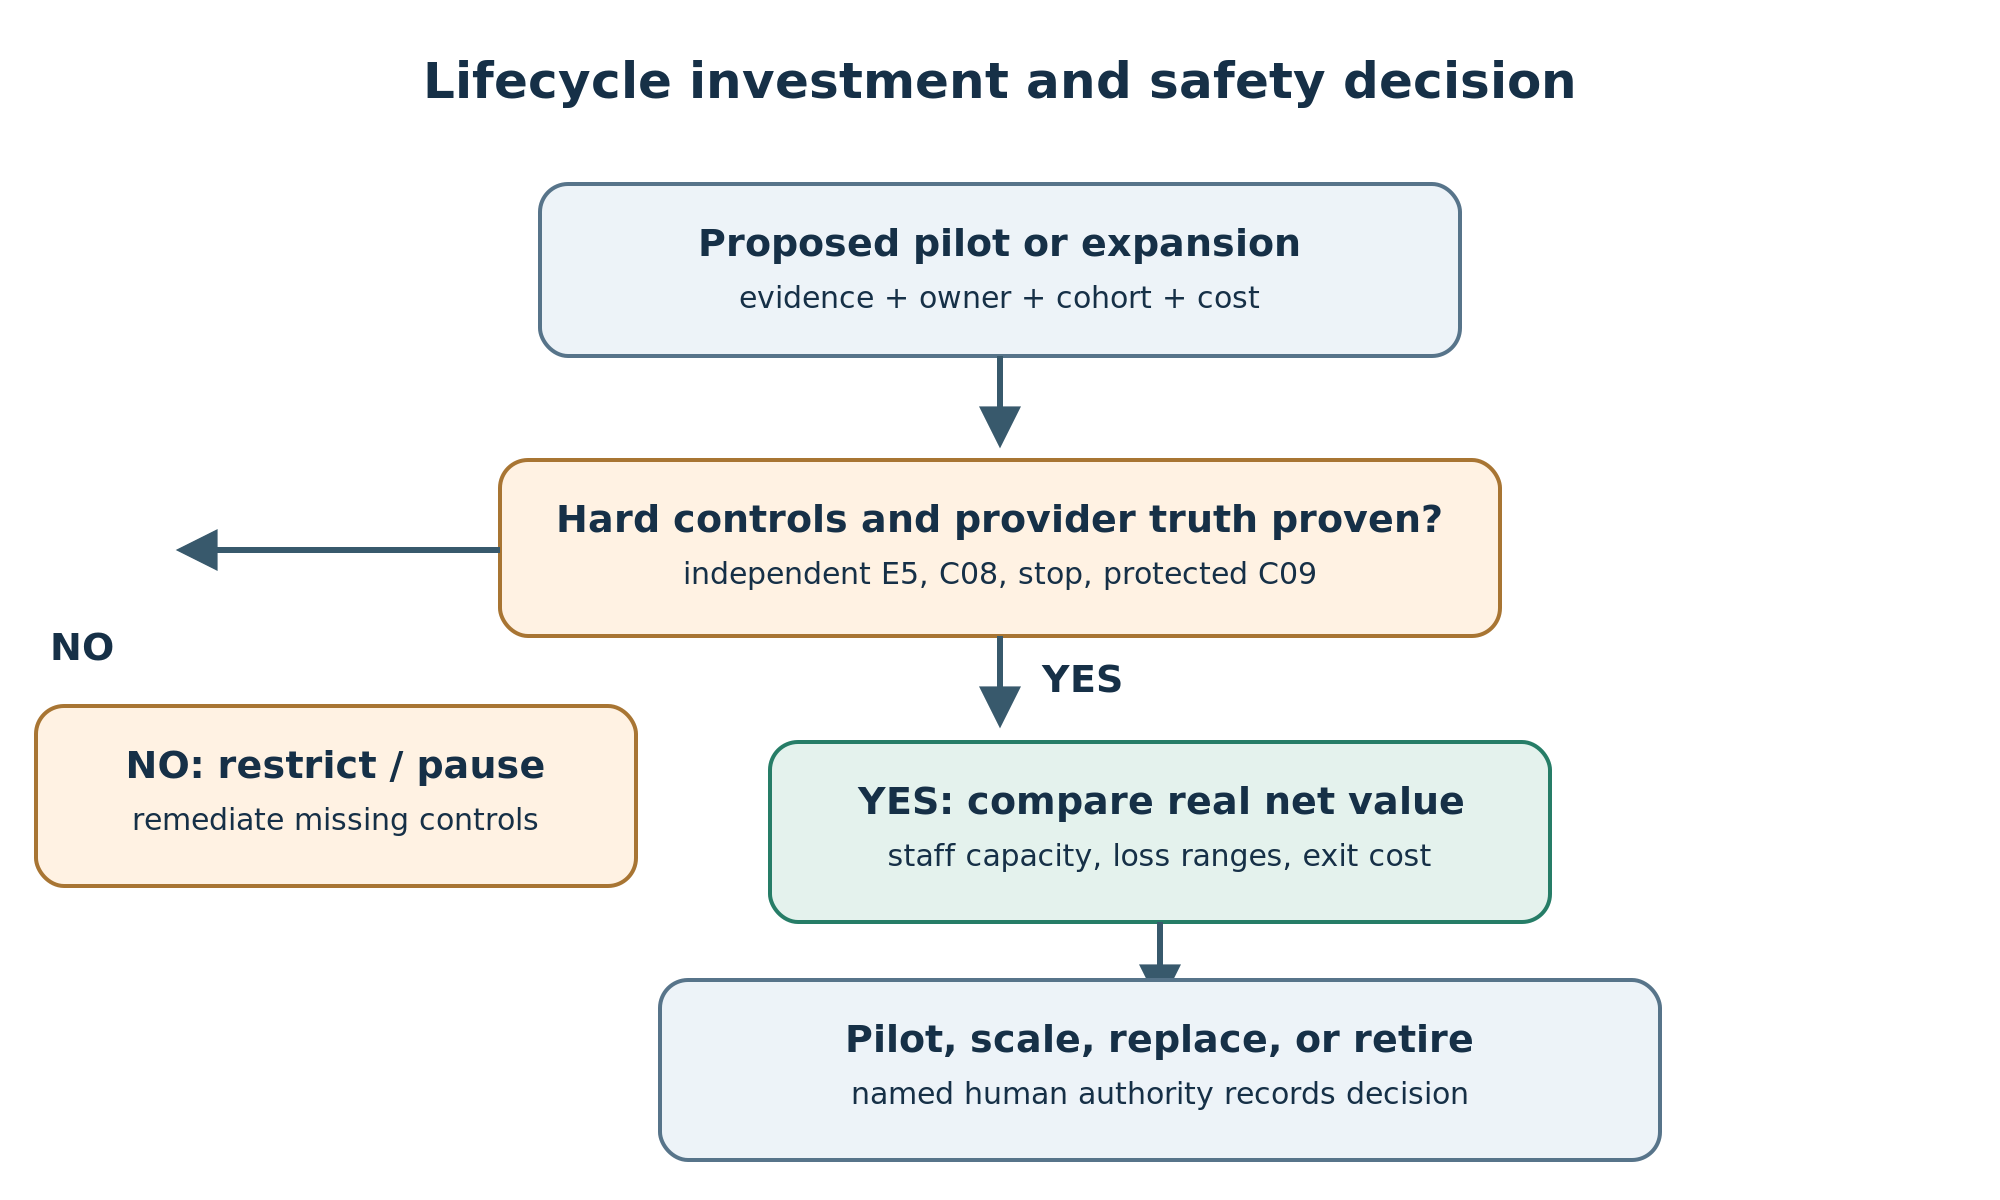 Lifecycle investment and safety decision
Proposed pilot or expansion
evidence + owner + cohort + cost
Hard controls and provider truth proven?
independent E5, C08, stop, protected C09
NO
YES
NO: restrict / pause
remediate missing controls
YES: compare real net value
staff capacity, loss ranges, exit cost
Pilot, scale, replace, or retire
named human authority records decision